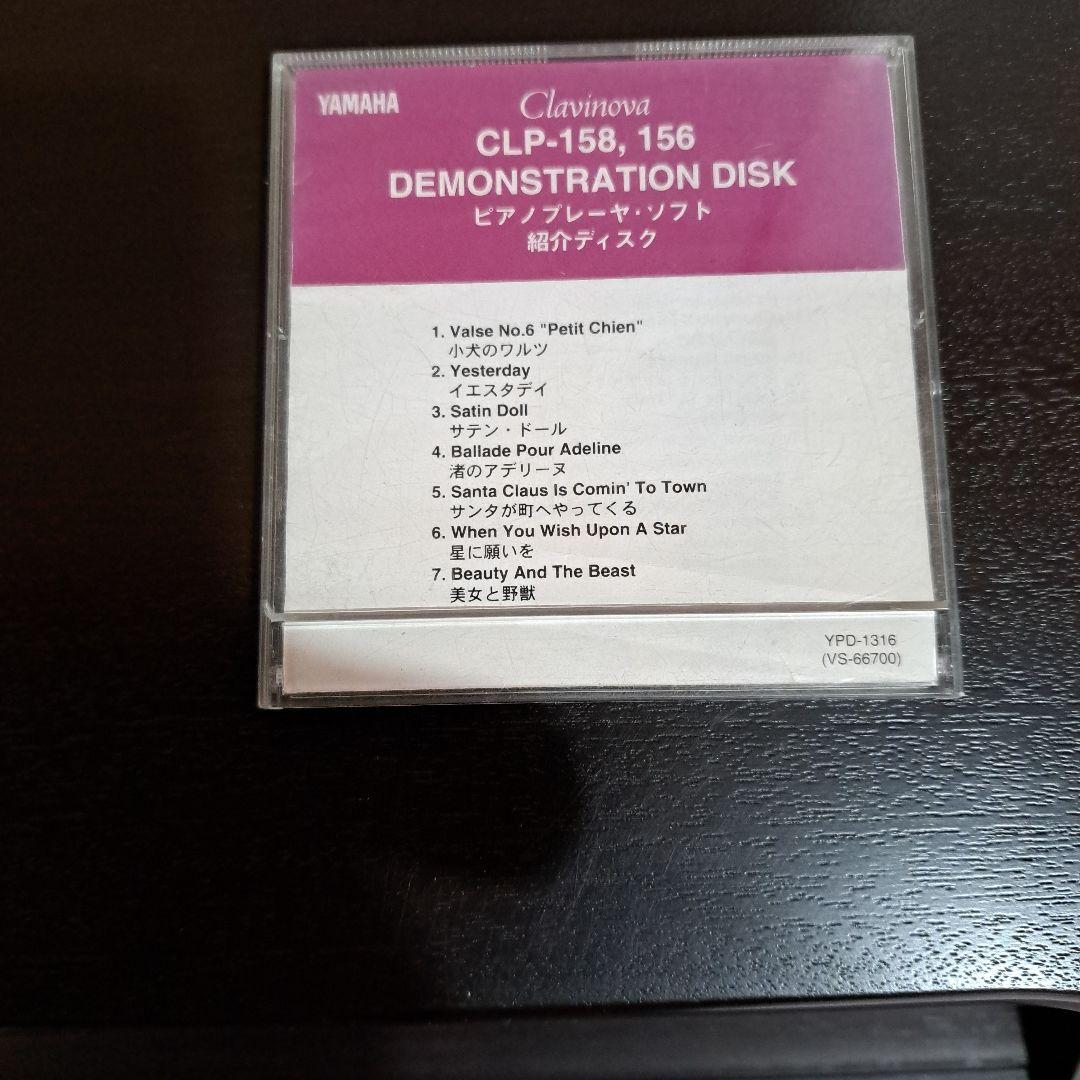 YAMAHA
Clavinova
CLP-158, 156
DEMONSTRATION DISK
ピアノプレーヤ・ソフト
紹介ディスク
1. Valse No.6 "Petit Chien"
小犬のワルツ
2. Yesterday
イエスタデイ
3. Satin Doll
サテン・ドール
4. Ballade Pour Adeline
渚のアデリーヌ
5. Santa Claus Is Comin' To Town
サンタが町へやってくる
6. When You Wish Upon A Star
星に願いを
7. Beauty And The Beast
美女と野獣
YPD-1316
(VS-66700)